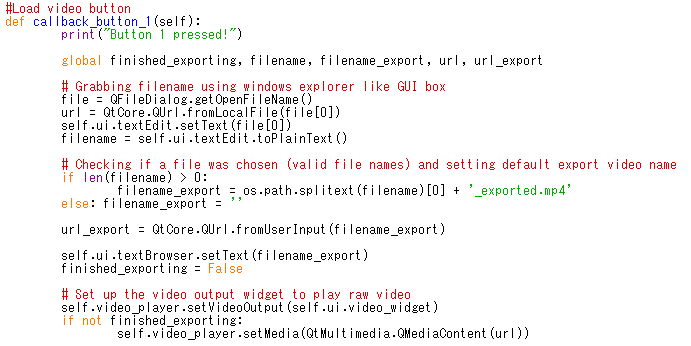 #Load video button
def callback_button_1(self):
        print("Button 1 pressed!")

        global finished_exporting, filename, filename_export, url, url_export

        # Grabbing filename using windows explorer like GUI box
        file = QFileDialog.getOpenFileName()
        url = QtCore.QUrl.fromLocalFile(file[0])
        self.ui.textEdit.setText(file[0])
        filename = self.ui.textEdit.toPlainText()

        # Checking if a file was chosen (valid file names) and setting default export video name
        if len(filename) > 0:
                filename_export = os.path.splitext(filename)[0] + '_exported.mp4'
        else: filename_export = ''

        url_export = QtCore.QUrl.fromUserInput(filename_export)

        self.ui.textBrowser.setText(filename_export)
        finished_exporting = False

        # Set up the video output widget to play raw video
        self.video_player.setVideoOutput(self.ui.video_widget)
        if not finished_exporting:
                self.video_player.setMedia(QtMultimedia.QMediaContent(url))